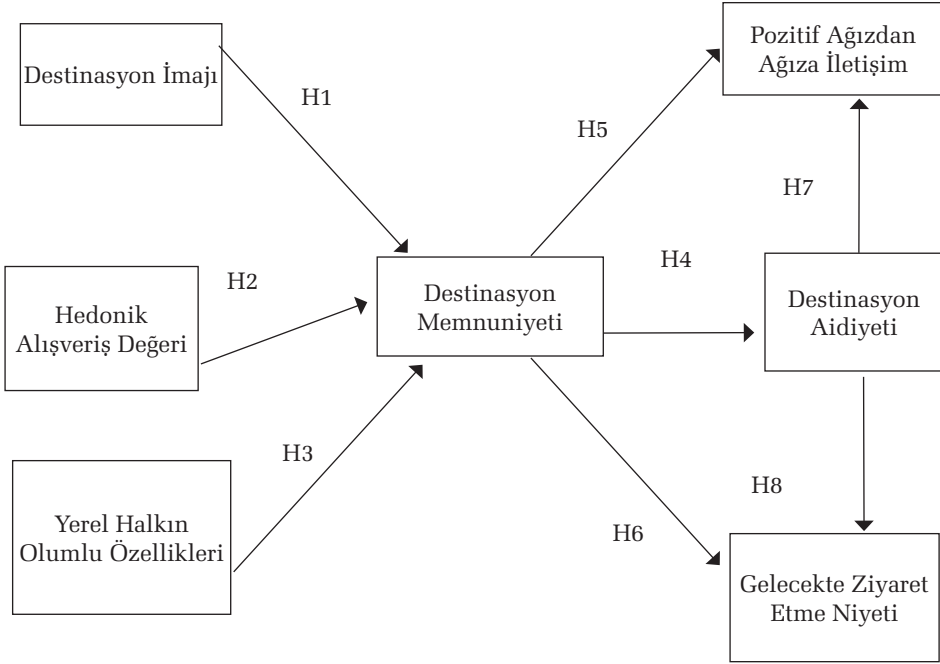 Destinasyon İmajı
H1
Pozitif Ağızdan
Ağıza İletişim
H5
H7
Hedonik
Alışveriş Değeri
H2
Destinasyon
Memnuniyeti
H4
Destinasyon
Aidiyeti
Yerel Halkın
Olumlu Özellikleri
H3
H6
H8
Gelecekte Ziyaret
Etme Niyeti